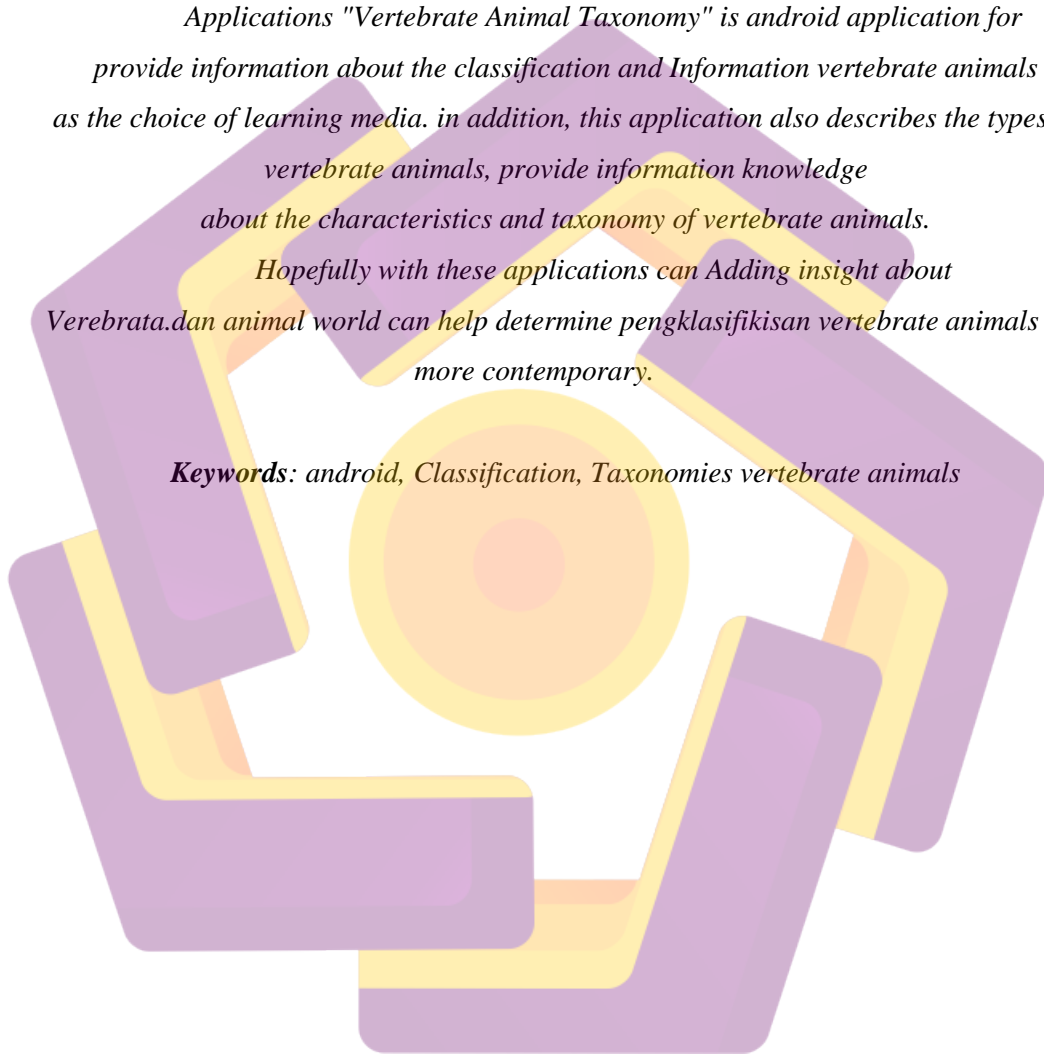 Applications "Vertebrate Animal Taxonomy" is android application for
provide information about the classification and Information vertebrate animals
as the choice of learning media. in addition, this application also describes the types
vertebrate animals, provide information knowledge
about the characteristics and taxonomy of vertebrate animals.
Hopefully with these applications can Adding insight about
Verebrata.dan animal world can help determine pengklasifikisan vertebrate animals
more contemporary.
Keywords: android, Classification, Taxonomies vertebrate animals